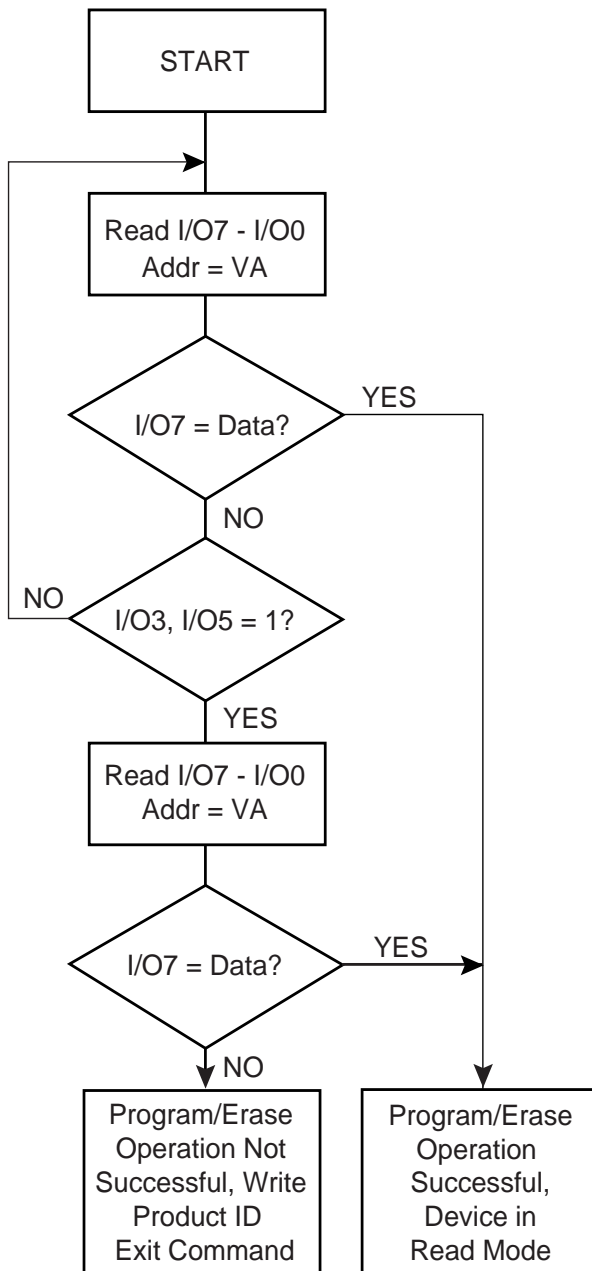 START
Read I/O7 - I/O0
Addr = VA
I/O7 = Data?
YES
NO
I/O3, I/O5 = 1?
NO
YES
Read I/O7 - I/O0
Addr = VA
I/O7 = Data?
YES
NO
Program/Erase
Operation Not
Successful, Write
Product ID
Exit Command
Program/Erase
Operation
Successful,
Device in
Read Mode